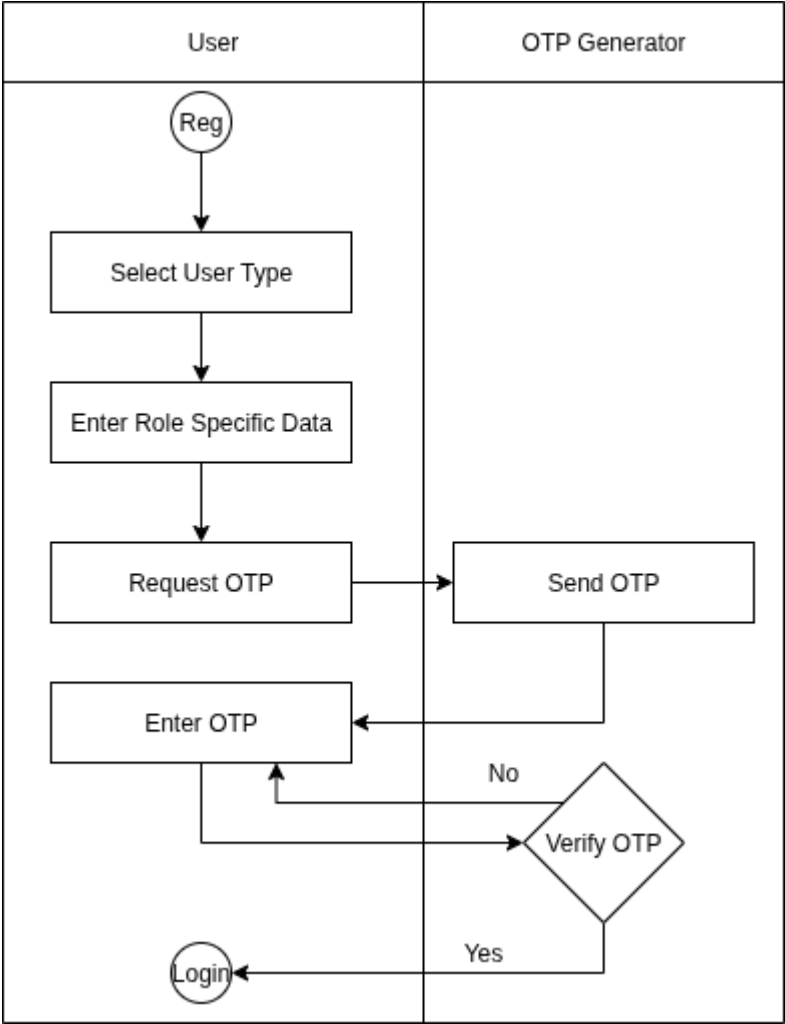 User
OTP Generator
Reg
Select User Type
Enter Role Specific Data
Request OTP
Send OTP
Enter OTP
No
Verify OTP
Yes
Login